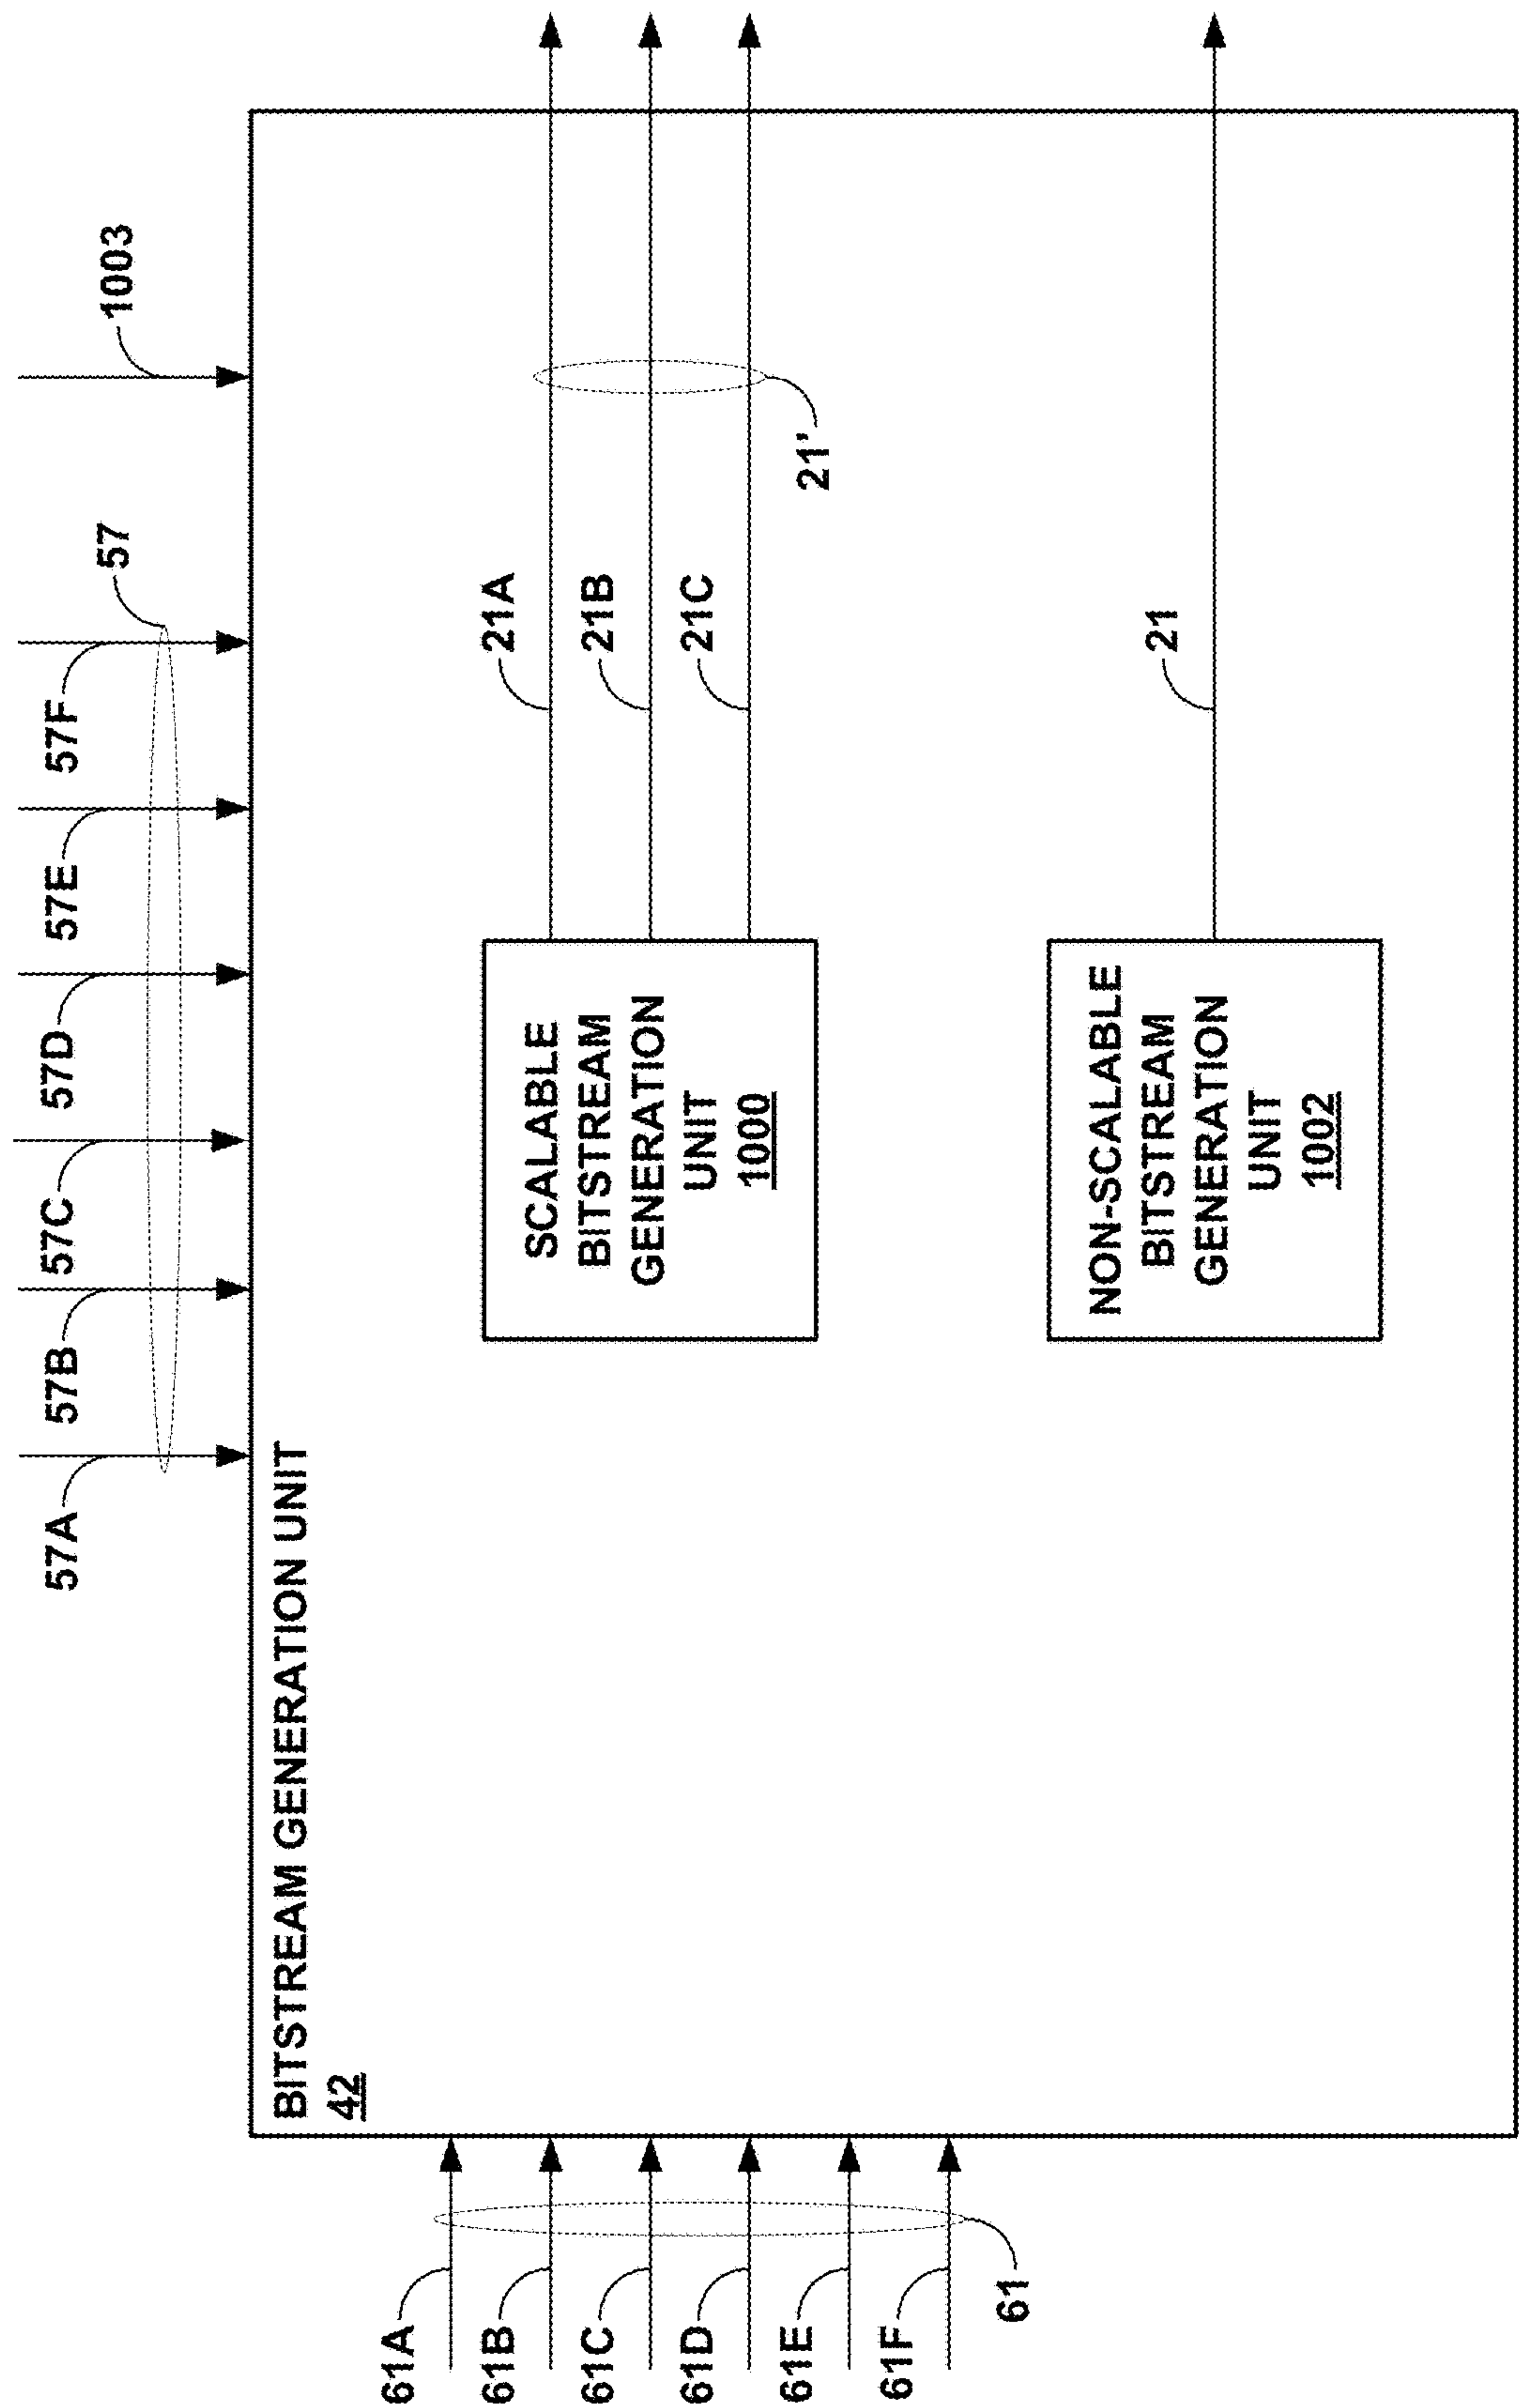 57A
57B
57C
57D
57E
57F
57
1003
BITSTREAM GENERATION UNIT
42
61A
61B
61C
61D
61E
61F
61
SCALABLE
BITSTREAM
GENERATION
UNIT
1000
21A
21B
21C
21'
NON-SCALABLE
BITSTREAM
GENERATION
UNIT
1002
21